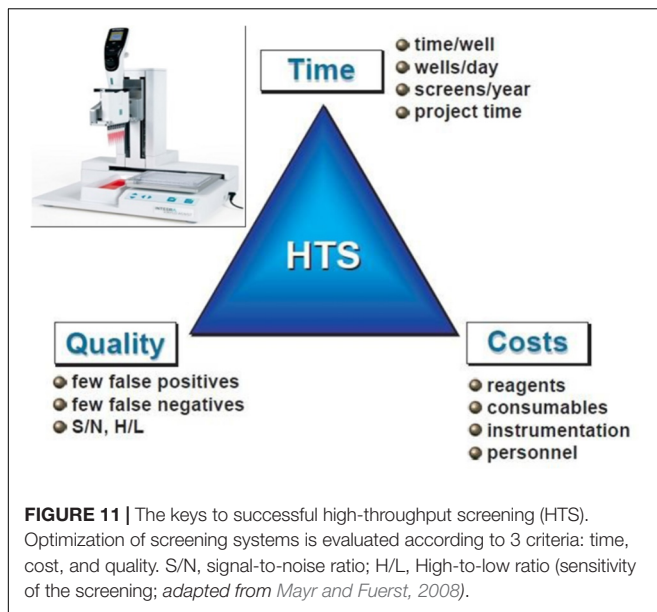 Time
time/well
wells/day
screens/year
project time
HTS
Quality
few false positives
few false negatives
S/N, H/L
Costs
reagents
consumables
instrumentation
personnel
FIGURE 11 | The keys to successful high-throughput screening (HTS).
Optimization of screening systems is evaluated according to 3 criteria: time,
cost, and quality. S/N, signal-to-noise ratio; H/L, High-to-low ratio (sensitivity
of the screening; adapted from Mayr and Fuerst, 2008).